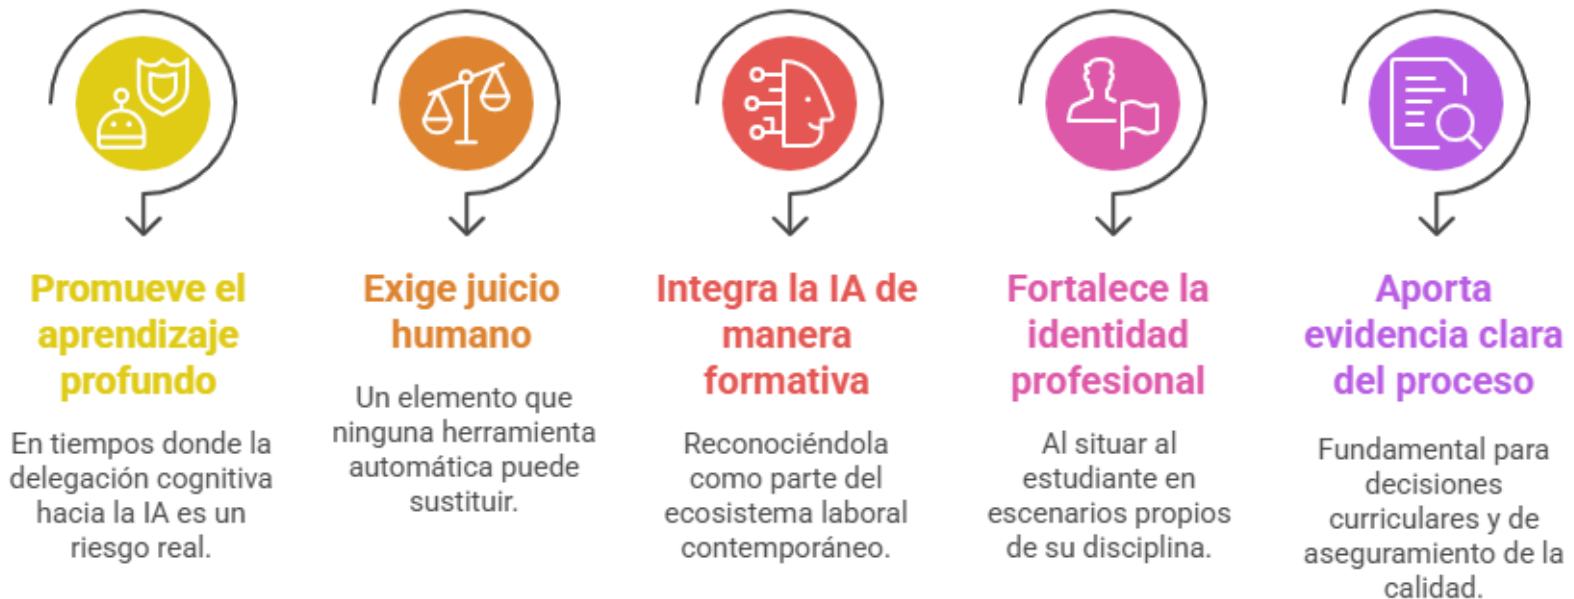 Promueve el
aprendizaje
profundo
En tiempos donde la
delegación cognitiva
hacia la IA es un
riesgo real.
Exige juicio
humano
Un elemento que
ninguna herramienta
automática puede
sustituir.
Integra la IA de
manera
formativa
Reconociéndola
como parte del
ecosistema laboral
contemporáneo.
Fortalece la
identidad
profesional
Al situar al
estudiante en
escenarios propios
de su disciplina.
Aporta
evidencia clara
del proceso
Fundamental para
decisiones
curriculares y de
aseguramiento de la
calidad.